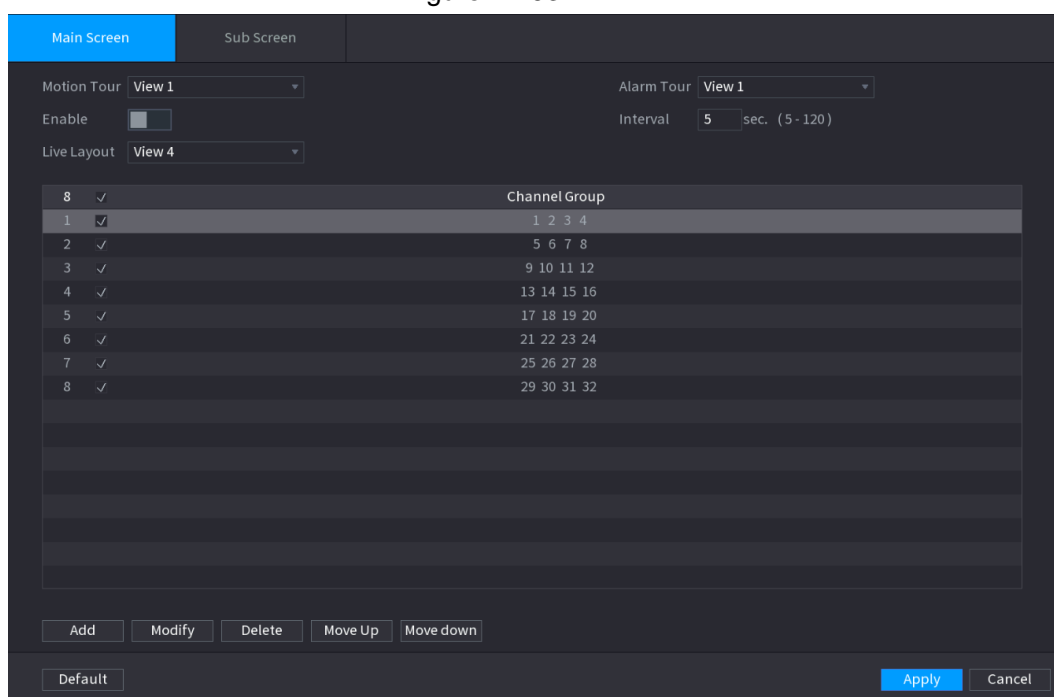 Main Screen Sub Screen
Motion Tour View 1 Alarm Tour View 1
Enable Interval 5 sec. (5-120)
Live Layout View 4
8 Channel Group
1 1 2 3 4
2 5 6 7 8
3 9 10 11 12
4 13 14 15 16
5 17 18 19 20
6 21 22 23 24
7 25 26 27 28
8 29 30 31 32
Add Modify Delete Move Up Move down
Default Apply Cancel